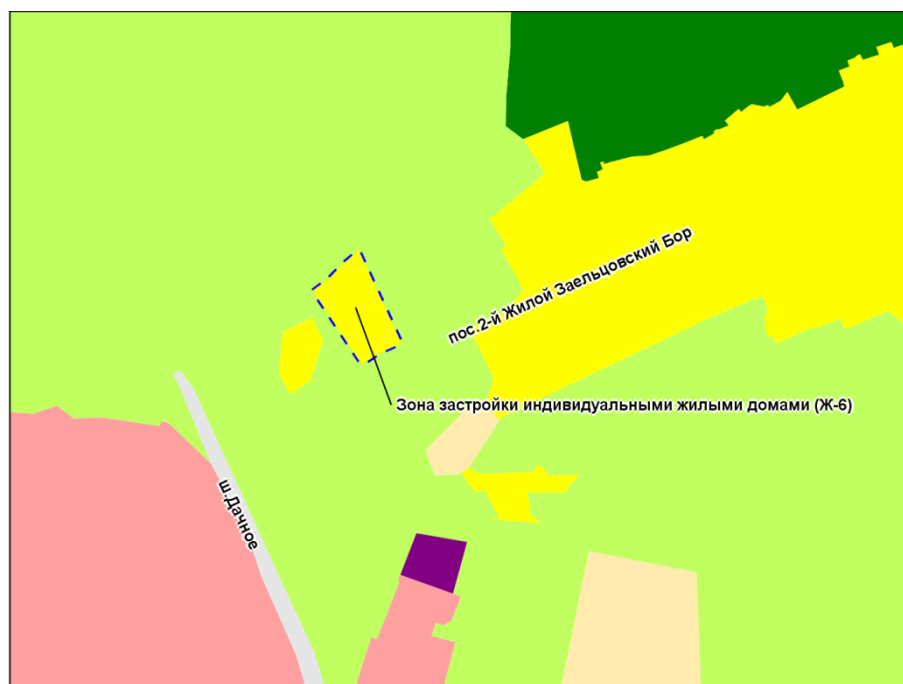 пос.2-й Жилой Заельцовский Бор
Зона застройки индивидуальными жилыми домами (Ж-6)
ш.Дачное